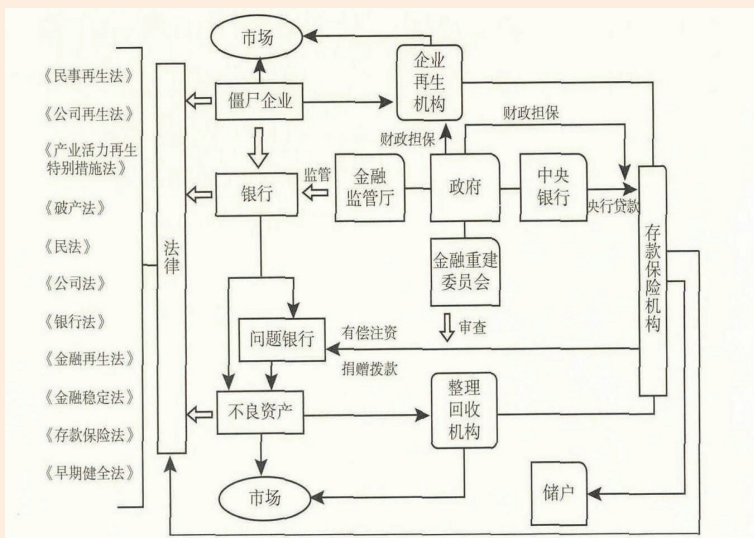 《民事再生法》
《公司再生法》
《产业活力再生
特别措施法》
《破产法》
《民法》
《公司法》
《银行法》
《金融再生法》
《金融稳定法》
《存款保险法》
《早期健全法》
法律
市场
僵尸企业
企业
再生
机构
财政担保
财政担保
银行
监管
金融
监管厅
政府
中央
银行
央行贷款
存款保险机构
金融重建
委员会
审查
问题银行
有偿注资
捐赠拨款
不良资产
整理
回收
机构
市场
储户